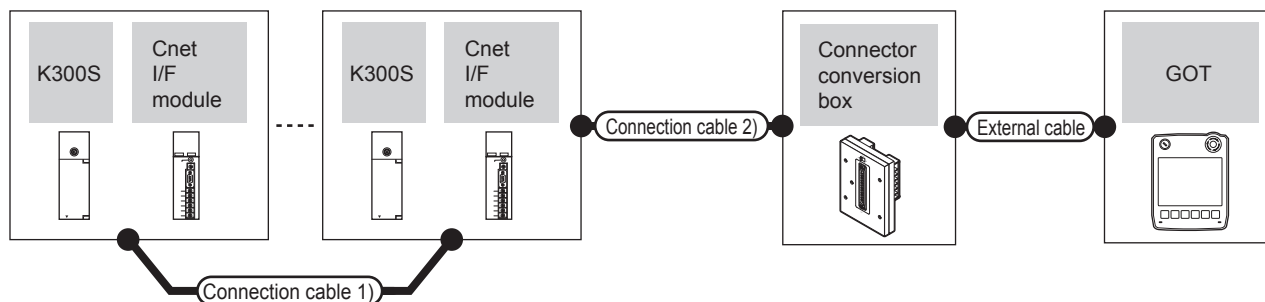 K300S
Cnet
I/F
module
K300S
Cnet
I/F
module
Connection cable 2)
Connector
conversion
box
External cable
GOT
Connection cable 1)